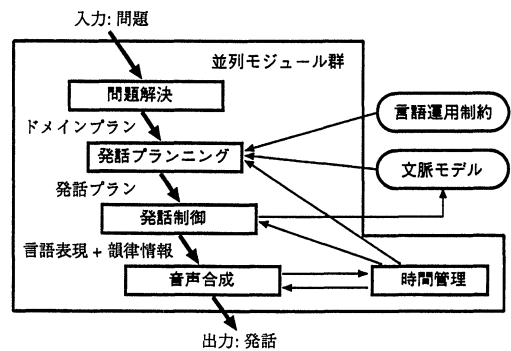 入力: 問題
並列モジュール群
問題解決
ドメインプラン
言語運用制約
発話プランニング
文脈モデル
発話プラン
発話制御
言語表現 + 韻律情報
音声合成
時間管理
出力: 発話